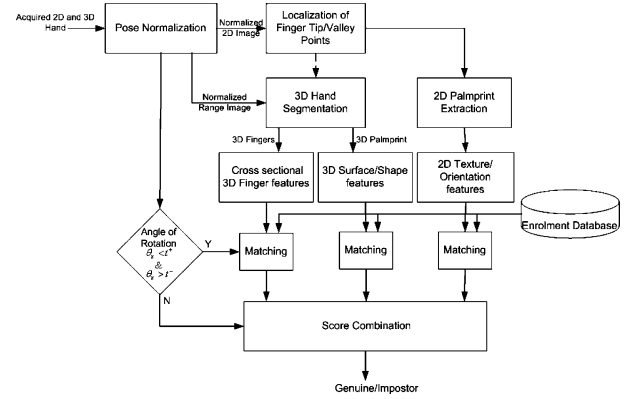 Acquired 2D and 3D
Hand
Pose Normalization
Normalized
2D Image
Localization of
Finger Tip/Valley
Points
Normalized
Range Image
3D Hand
Segmentation
2D Palmprint
Extraction
3D Fingers
3D Palmprint
Cross sectional
3D Finger features
3D Surface/Shape
features
2D Texture/
Orientation
features
Enrolment Database
Angle of
Rotation
θx < t⁺
&
θx > t⁻
Y
N
Matching
Matching
Matching
Score Combination
Genuine/Impostor